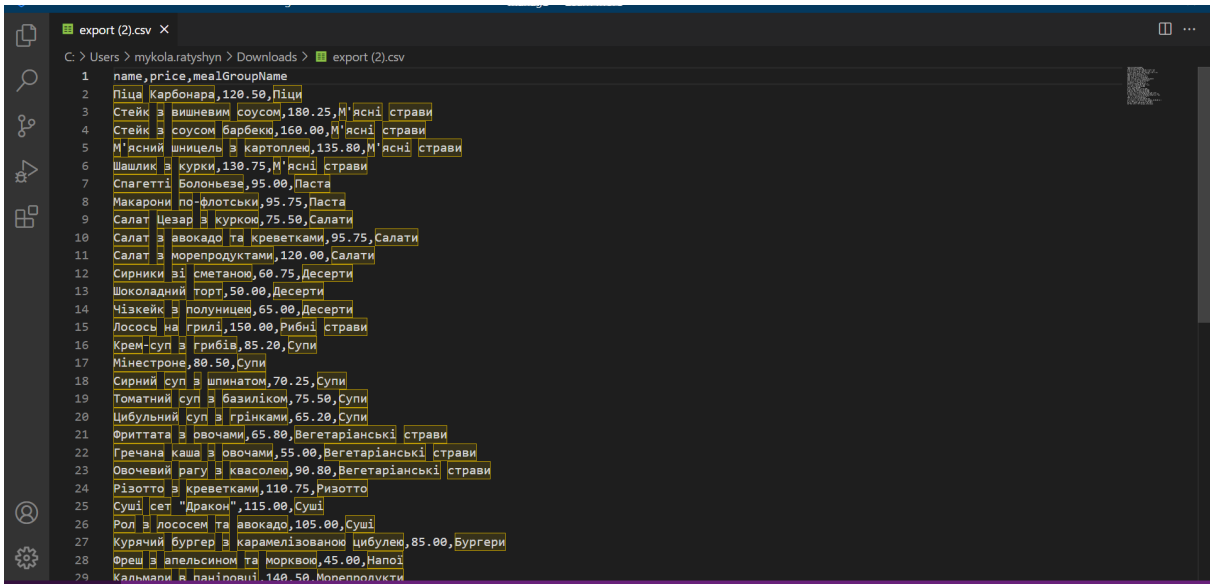 export (2).csv
C: > Users > mykola.ratyshyn > Downloads > export (2).csv
1 name,price,mealGroupName
2 Піца Карбонара,120.50,Піци
3 Стейк з вишневим соусом,180.25,М'ясні страви
4 Стейк з соусом барбекю,160.00,М'ясні страви
5 М'ясний шницель з картоплею,135.80,М'ясні страви
6 Шашлик з курки,130.75,М'ясні страви
7 Спагетті Болоньєзе,95.00,Паста
8 Макарони по-флотськи,95.75,Паста
9 Салат Цезар з куркою,75.50,Салати
10 Салат з авокадо та креветками,95.75,Салати
11 Салат з морепродуктами,120.00,Салати
12 Сирники зі сметаною,60.75,Десерти
13 Шоколадний торт,50.00,Десерти
14 Чізкейк з полуницею,65.00,Десерти
15 Лосось на грилі,150.00,Рибні страви
16 Крем-суп з грибів,85.20,Супи
17 Мінестроне,80.50,Супи
18 Сирний суп з шпинатом,70.25,Супи
19 Томатний суп з базиліком,75.50,Супи
20 Цибульний суп з грінками,65.20,Супи
21 Фриттата з овочами,65.80,Вегетаріанські страви
22 Гречана каша з овочами,55.00,Вегетаріанські страви
23 Овочевий рагу з квасолею,90.80,Вегетаріанські страви
24 Різотто з креветками,110.75,Ризотто
25 Суші сет "Дракон",115.00,Суші
26 Рол з лососем та авокадо,105.00,Суші
27 Курячий бургер з карамелізованою цибулею,85.00,Бургери
28 Фреш з апельсином та морквою,45.00,Напої
29 Кальмари в паніровці,140.50,Морепродукти